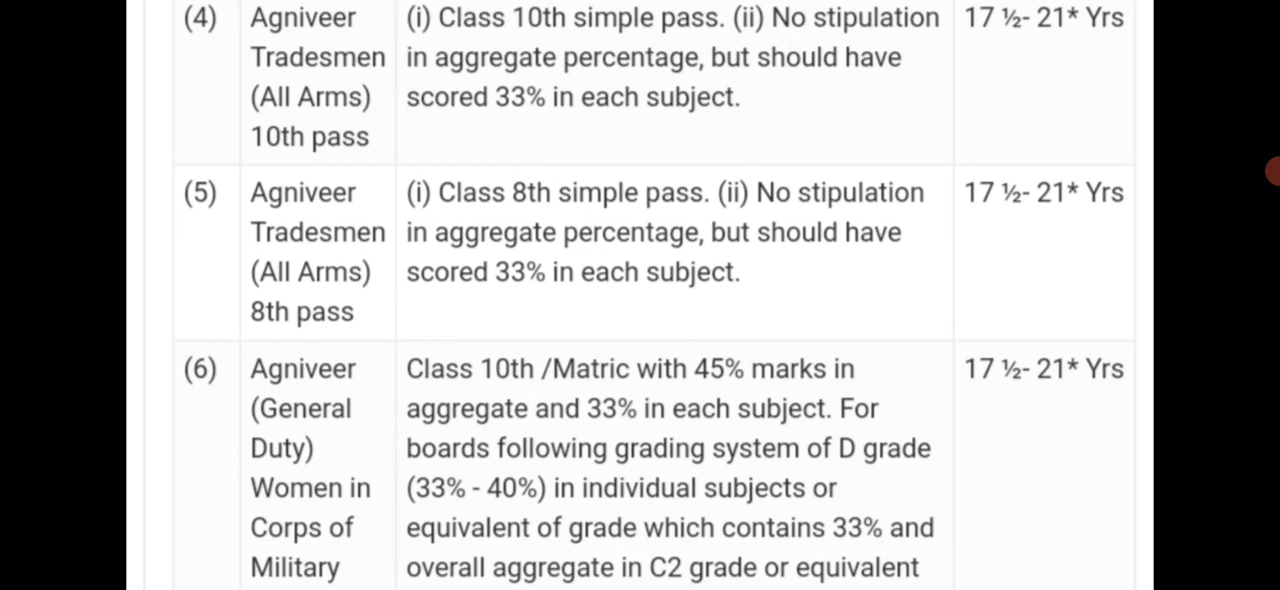 (4) Agniveer (i) Class 10th simple pass. (ii) No stipulation 17 ½- 21* Yrs
Tradesmen in aggregate percentage, but should have
(All Arms) scored 33% in each subject.
10th pass
(5) Agniveer (i) Class 8th simple pass. (ii) No stipulation 17 ½- 21* Yrs
Tradesmen in aggregate percentage, but should have
(All Arms) scored 33% in each subject.
8th pass
(6) Agniveer Class 10th /Matric with 45% marks in 17 ½- 21* Yrs
(General aggregate and 33% in each subject. For
Duty) boards following grading system of D grade
Women in (33% - 40%) in individual subjects or
Corps of equivalent of grade which contains 33% and
Military overall aggregate in C2 grade or equivalent